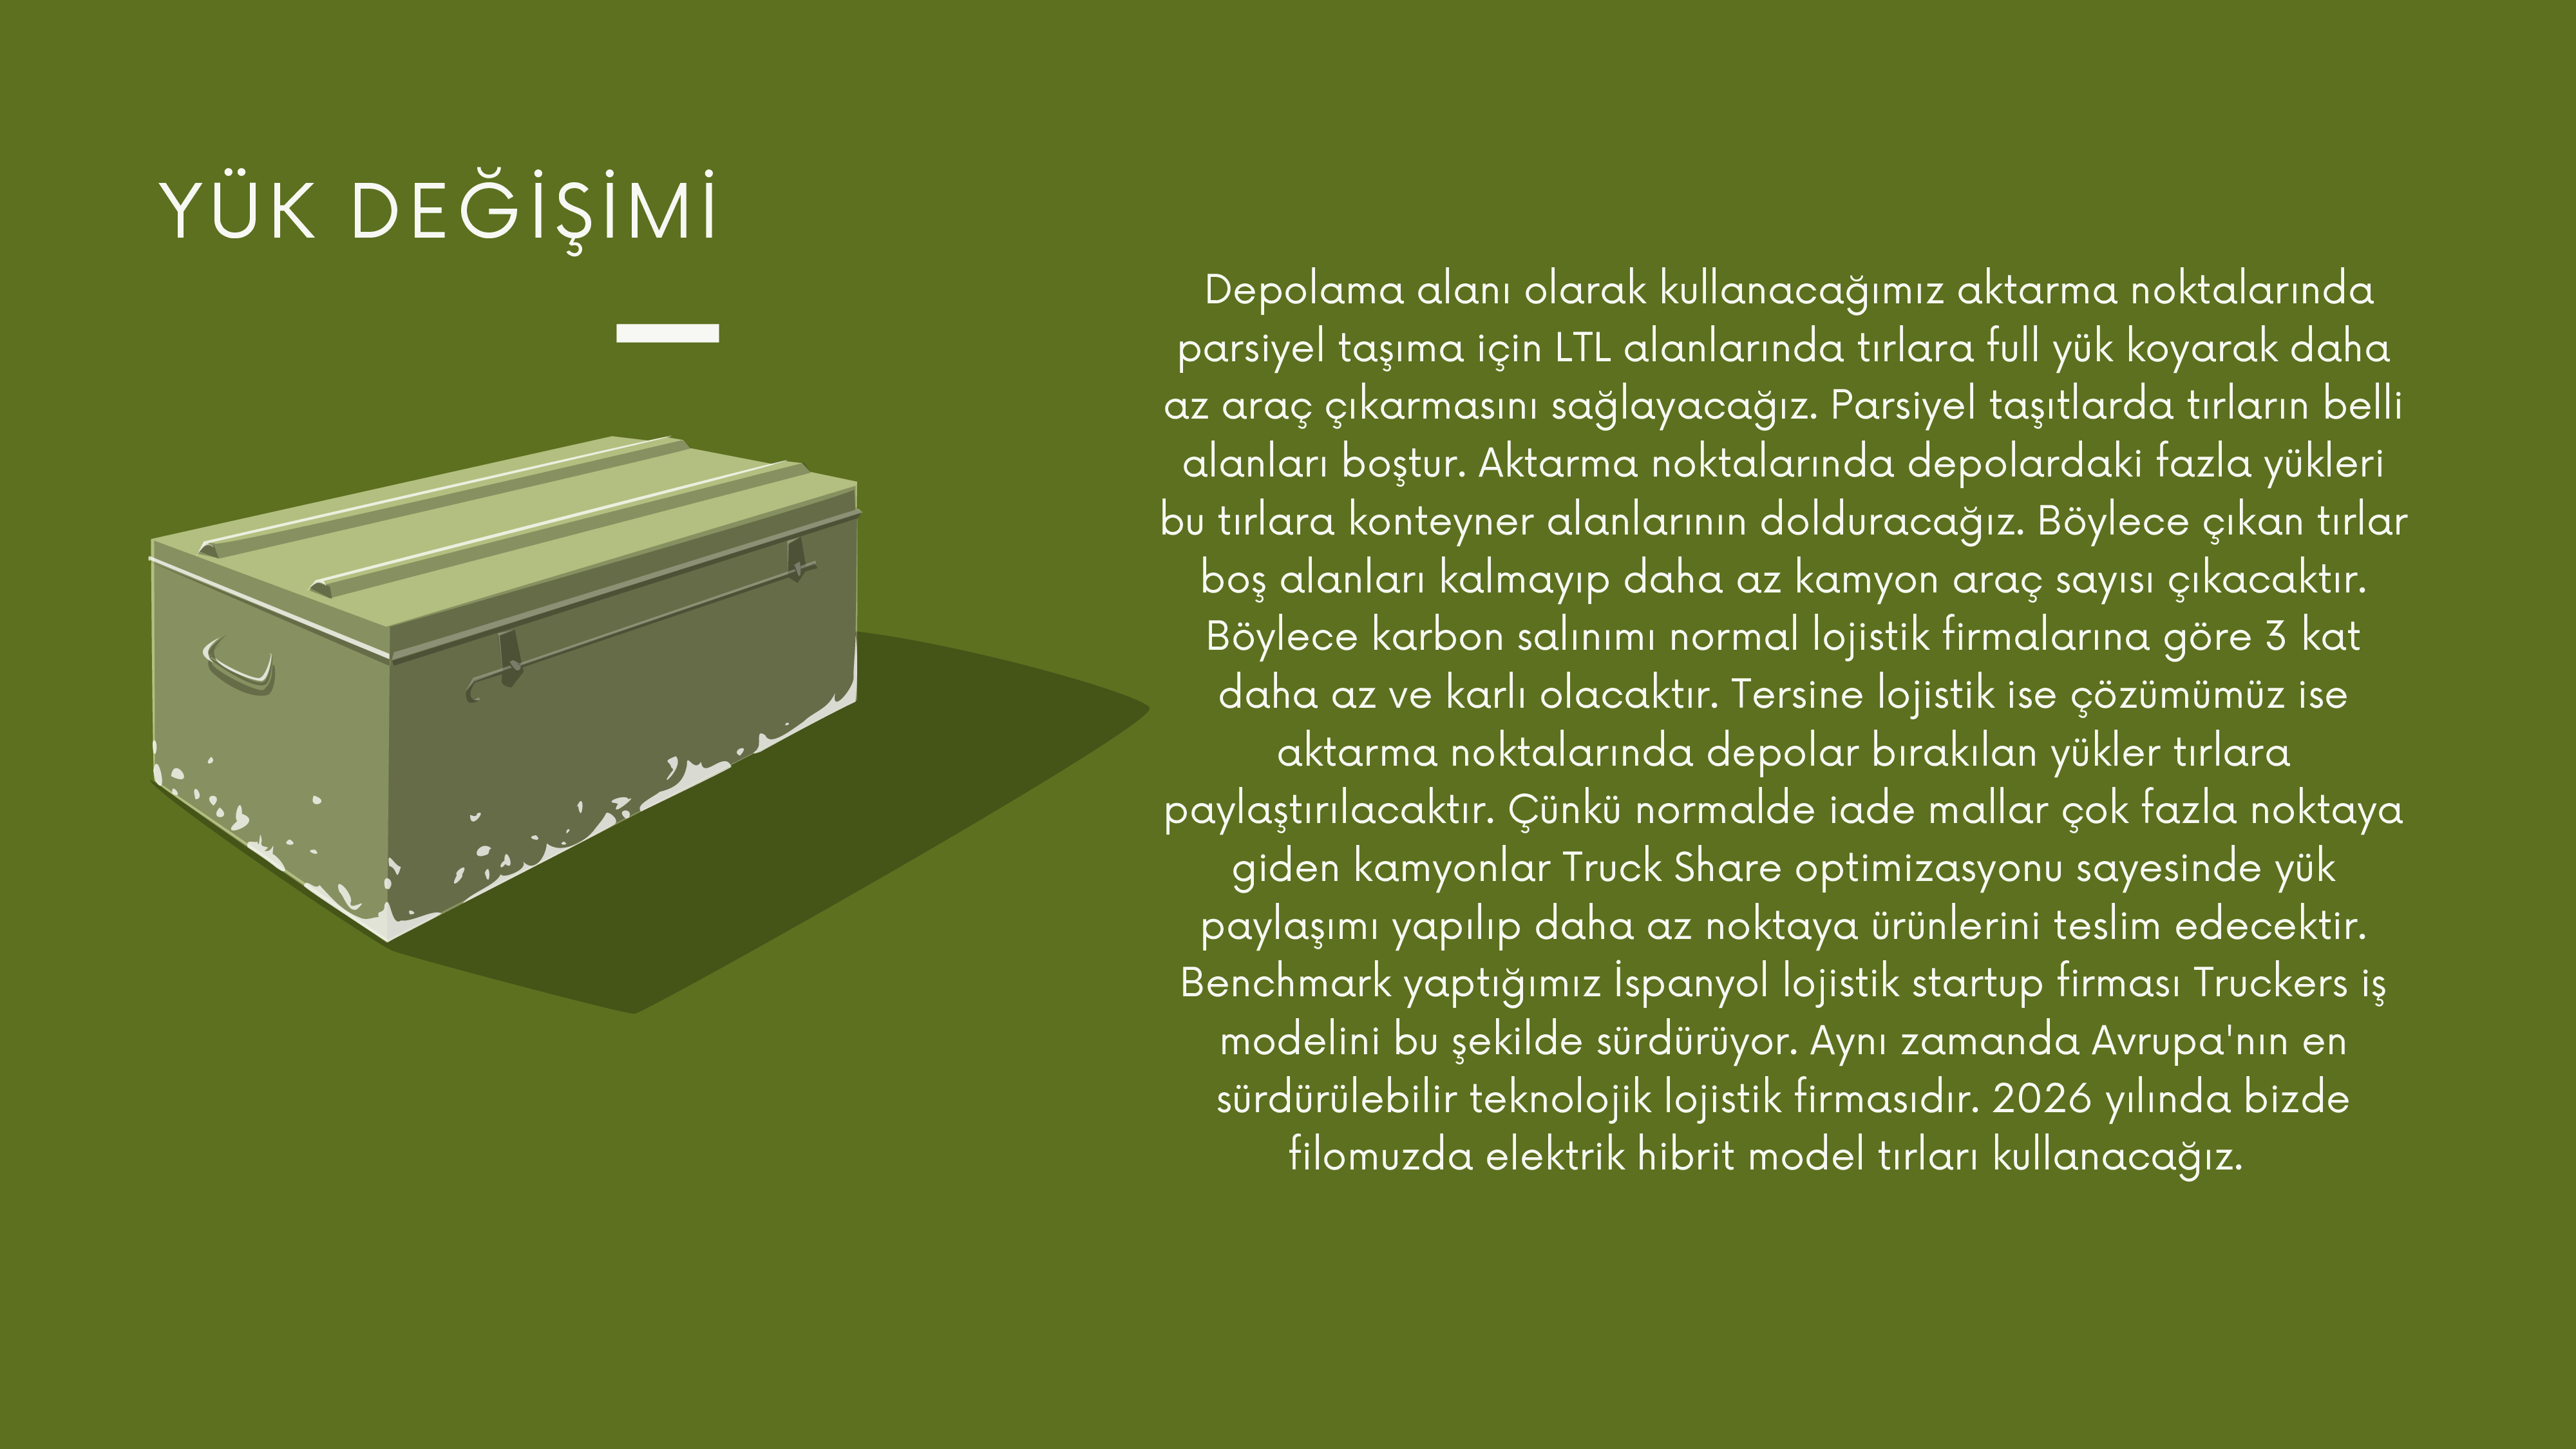 YÜK DEĞİŞİMİ
Depolama alanı olarak kullanacağımız aktarma noktalarında
parsiyel taşıma için LTL alanlarında tırlara full yük koyarak daha
az araç çıkarmasını sağlayacağız. Parsiyel taşıtlarda tırların belli
alanları boştur. Aktarma noktalarında depolardaki fazla yükleri
bu tırlara konteyner alanlarının dolduracağız. Böylece çıkan tırlar
boş alanları kalmayıp daha az kamyon araç sayısı çıkacaktır.
Böylece karbon salınımı normal lojistik firmalarına göre 3 kat
daha az ve karlı olacaktır. Tersine lojistik ise çözümümüz ise
aktarma noktalarında depolar bırakılan yükler tırlara
paylaştırılacaktır. Çünkü normalde iade mallar çok fazla noktaya
giden kamyonlar Truck Share optimizasyonu sayesinde yük
paylaşımı yapılıp daha az noktaya ürünlerini teslim edecektir.
Benchmark yaptığımız İspanyol lojistik startup firması Truckers iş
modelini bu şekilde sürdürüyor. Aynı zamanda Avrupa'nın en
sürdürülebilir teknolojik lojistik firmasıdır. 2026 yılında bizde
filomuzda elektrik hibrit model tırları kullanacağız.